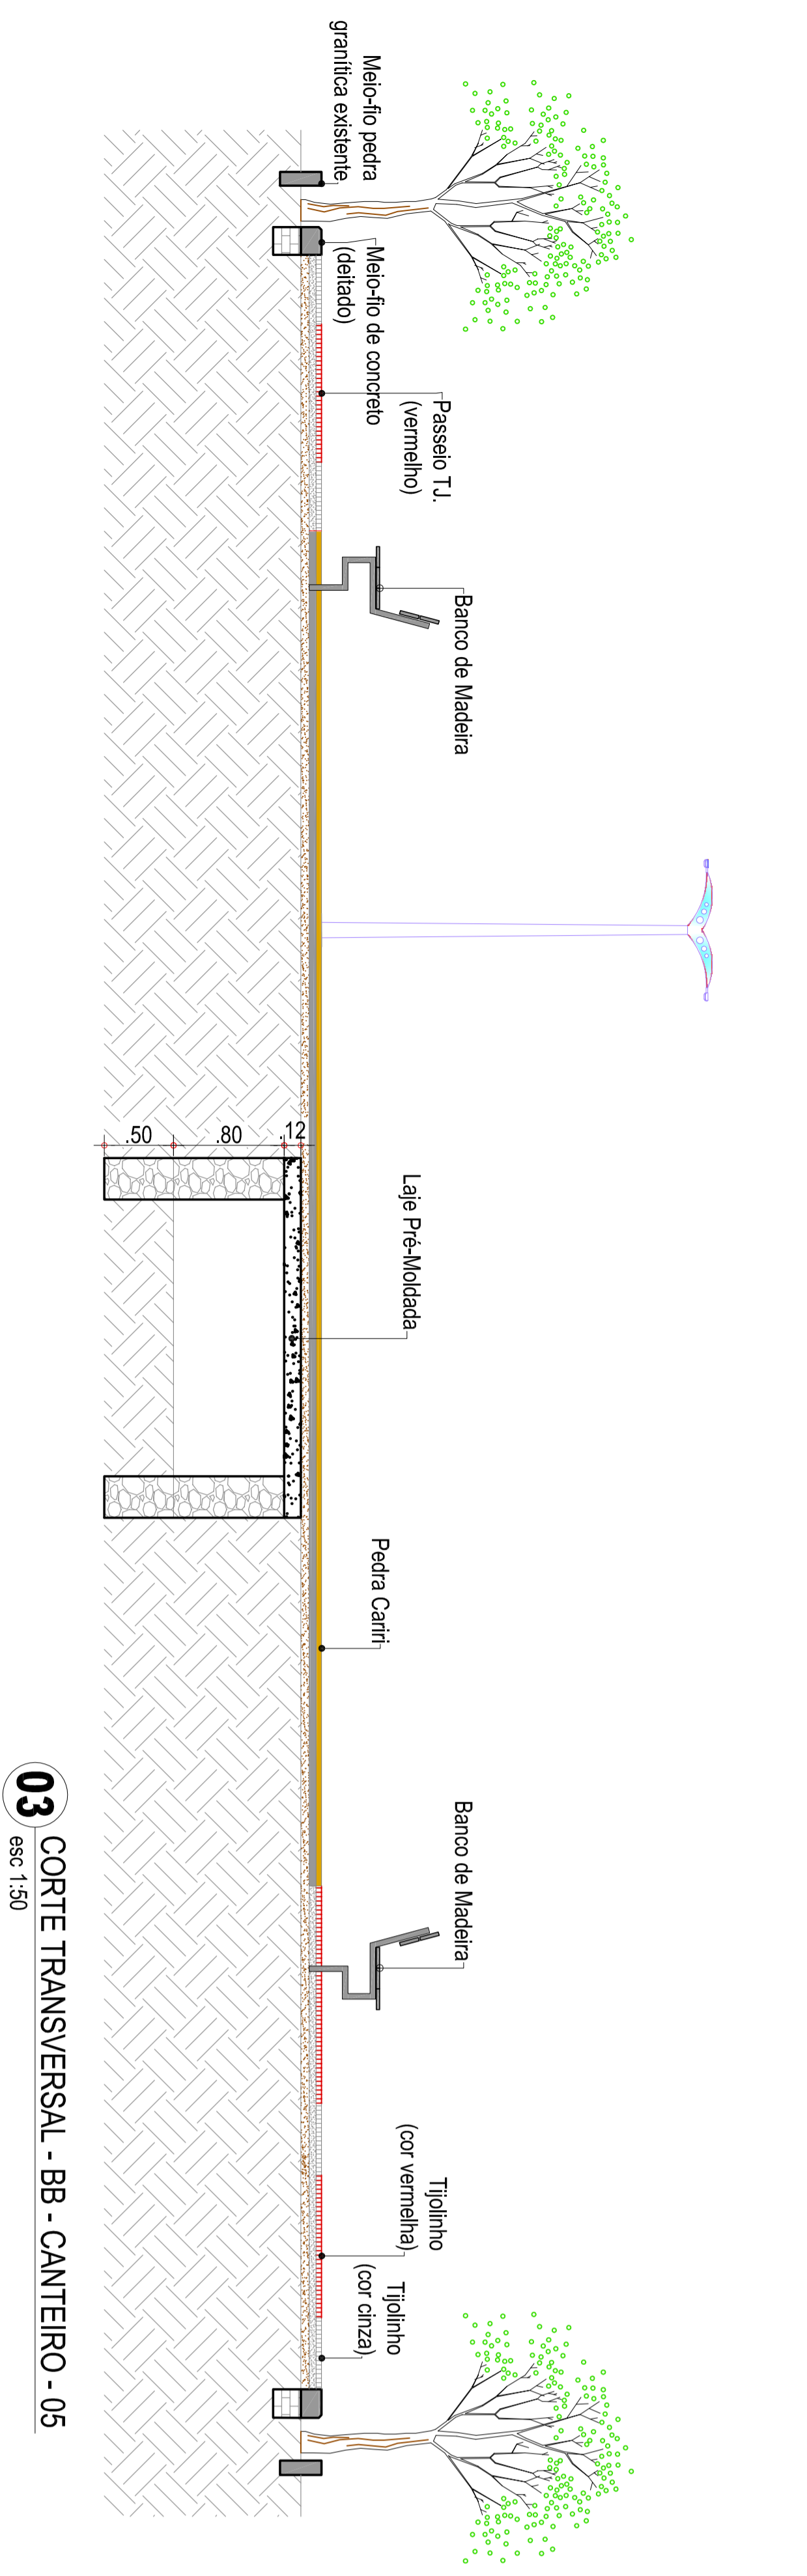 Meio-fio pedra
granítica existente
Meio-fio de concreto
(deitado)
Passeio TJ.
(vermelho)
Banco de Madeira
.50
.80
.12
Laje Pré-Moldada
Pedra Cariri
Banco de Madeira
Tijolinho
(cor vermelha)
Tijolinho
(cor cinza)
03
CORTE TRANSVERSAL - BB - CANTEIRO - 05
esc 1:50